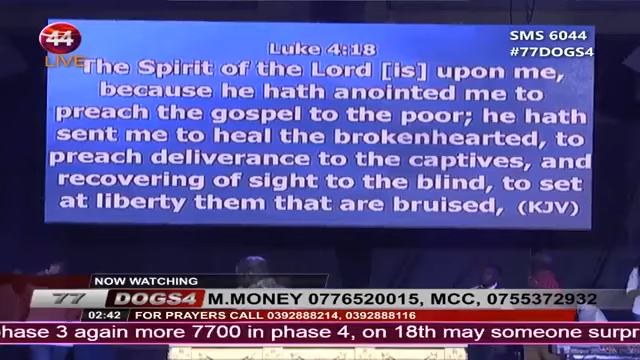 44
LIVE
SMS 6044
#77DOGS4
Luke 4:18
The Spirit of the Lord [is] upon me,
because he hath anointed me to
preach the gospel to the poor; he hath
sent me to heal the brokenhearted, to
preach deliverance to the captives, and
recovering of sight to the blind, to set
at liberty them that are bruised, (KJV)
NOW WATCHING
77 DOGS4 M.MONEY 0776520015, MCC, 0755372932
02:42 FOR PRAYERS CALL 0392888214, 0392888116
phase 3 again more 7700 in phase 4, on 18th may someone surpr